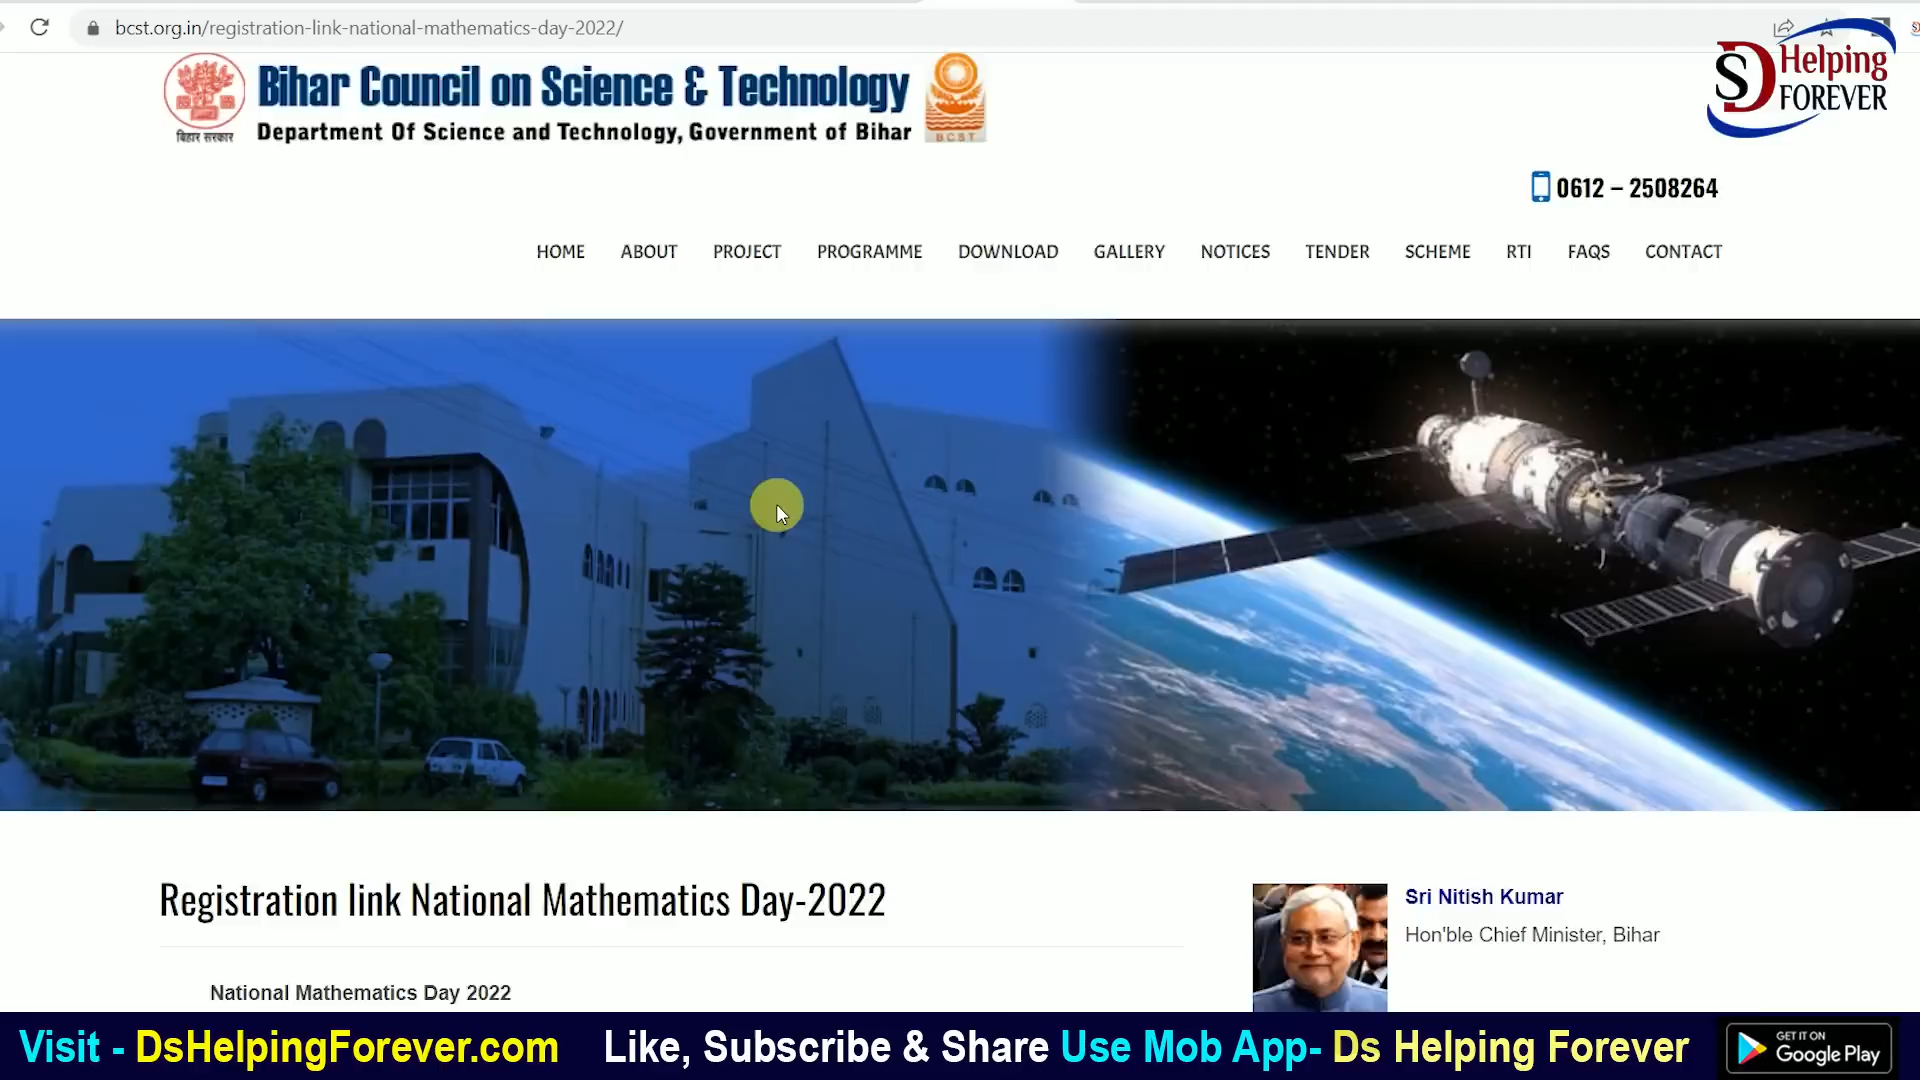 bcst.org.in/registration-link-national-mathematics-day-2022/
Bihar Council on Science & Technology
Department Of Science and Technology, Government of Bihar
बिहार सरकार
BCST
SD Helping
FOREVER
0612 – 2508264
HOME ABOUT PROJECT PROGRAMME DOWNLOAD GALLERY NOTICES TENDER SCHEME RTI FAQS CONTACT
Registration link National Mathematics Day-2022
National Mathematics Day 2022
Sri Nitish Kumar
Hon'ble Chief Minister, Bihar
Visit - DsHelpingForever.com Like, Subscribe & Share Use Mob App- Ds Helping Forever
GET IT ON
Google Play